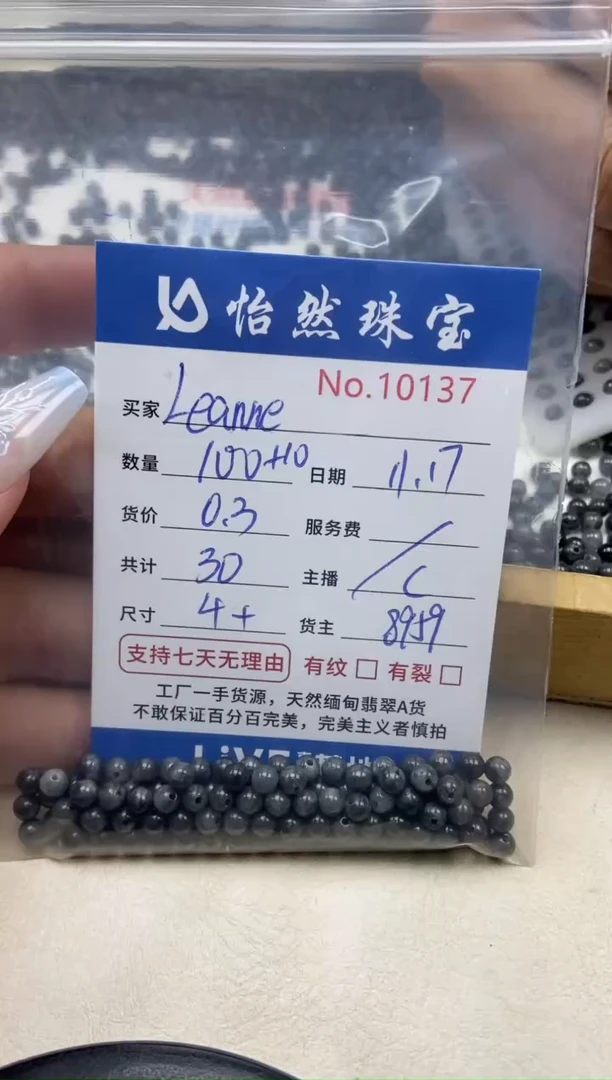 怡然珠宝
No.10137
买家 Leanne
数量 100+10 日期 11.17
货价 0.3 服务费 /
共计 30 主播 C
尺寸 4+ 货主 8959
支持七天无理由 有纹 有裂
工厂一手货源，天然缅甸翡翠A货
不敢保证百分百完美，完美主义者慎拍
LIVE